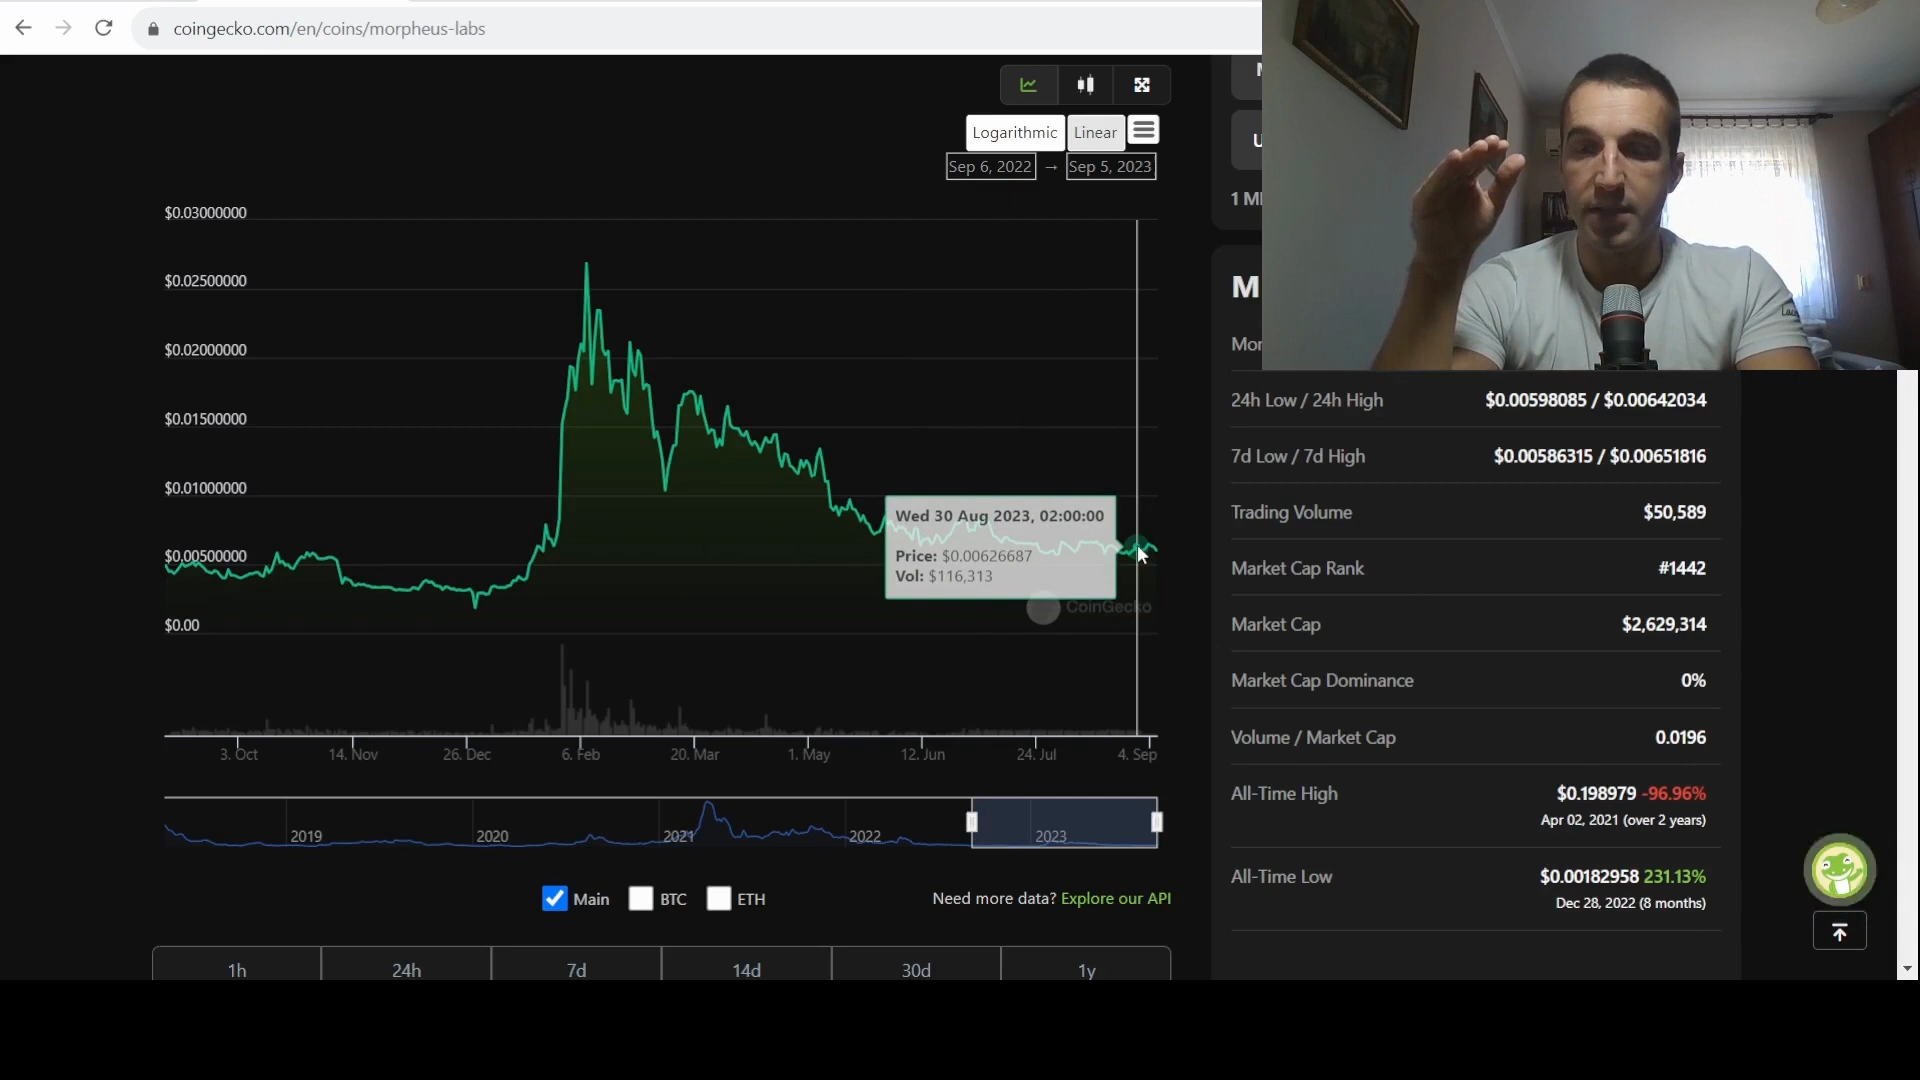 coingecko.com/en/coins/morpheus-labs
Logarithmic Linear
Sep 6, 2022 → Sep 5, 2023
$0.03000000
$0.02500000
$0.02000000
$0.01500000
$0.01000000
$0.00500000
$0.00
Wed 30 Aug 2023, 02:00:00
Price: $0.00626687
Vol: $116,313
CoinGecko
3. Oct 14. Nov 26. Dec 6. Feb 20. Mar 1. May 12. Jun 24. Jul 4. Sep
2019 2020 2021 2022 2023
Main BTC ETH
Need more data? Explore our API
1h 24h 7d 14d 30d 1y
1 M
M
Mor
24h Low / 24h High $0.00598085 / $0.00642034
7d Low / 7d High $0.00586315 / $0.00651816
Trading Volume $50,589
Market Cap Rank #1442
Market Cap $2,629,314
Market Cap Dominance 0%
Volume / Market Cap 0.0196
All-Time High $0.198979 -96.96%
Apr 02, 2021 (over 2 years)
All-Time Low $0.00182958 231.13%
Dec 28, 2022 (8 months)